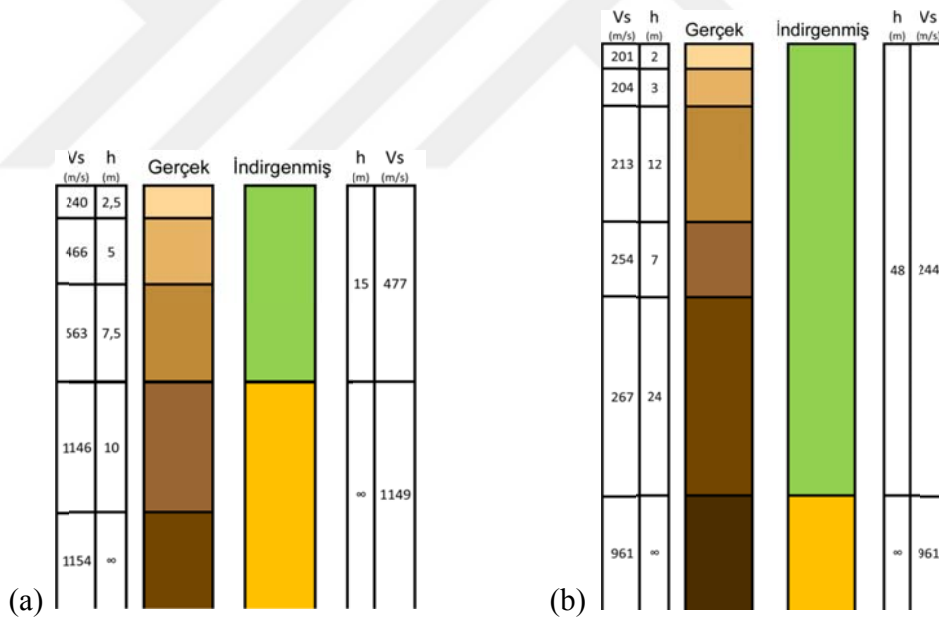 Vs h Gerçek İndirgenmiş h Vs
(m/s) (m) (m) (m/s)
240 2,5
466 5
15 477
563 7,5
1146 10
∞ 1149
1154 ∞
(a)
Vs h Gerçek İndirgenmiş h Vs
(m/s) (m) (m) (m/s)
201 2
204 3
213 12
254 7
48 244
267 24
961 ∞ ∞ 961
(b)